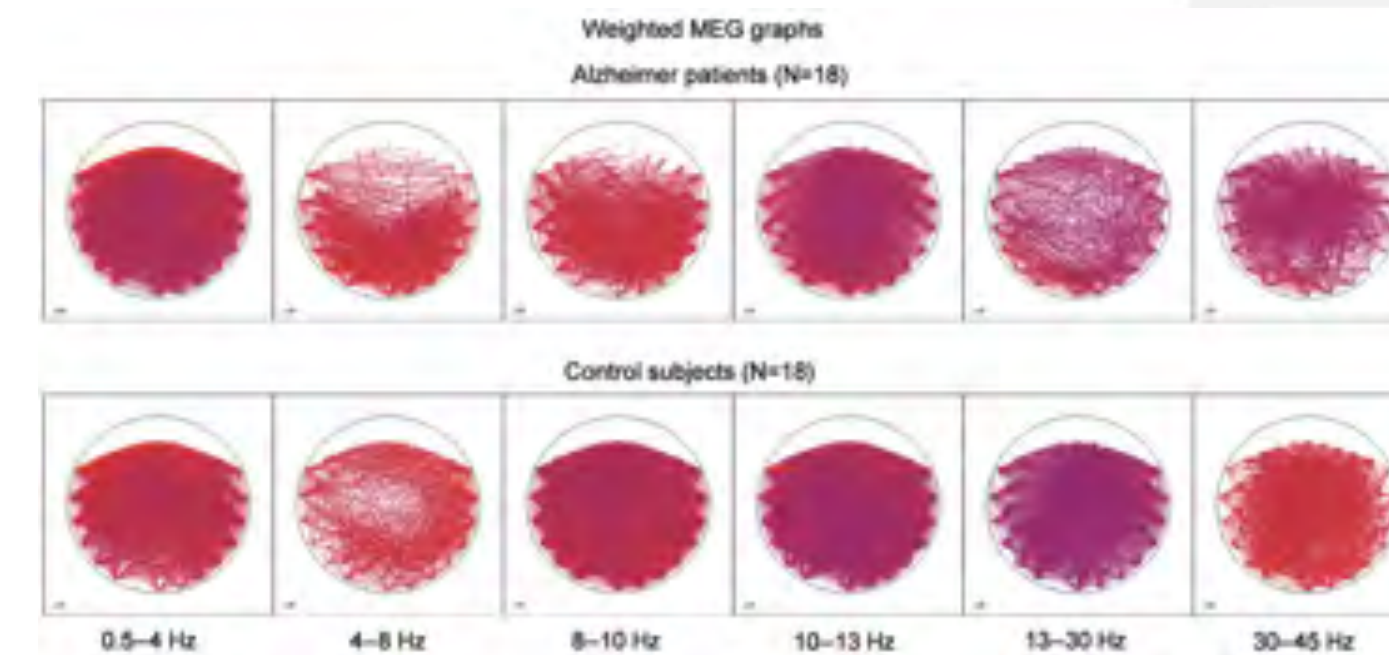 Weighted MEG graphs
Alzheimer patients (N=18)
Control subjects (N=18)
0.5–4 Hz 4–8 Hz 8–10 Hz 10–13 Hz 13–30 Hz 30–45 Hz